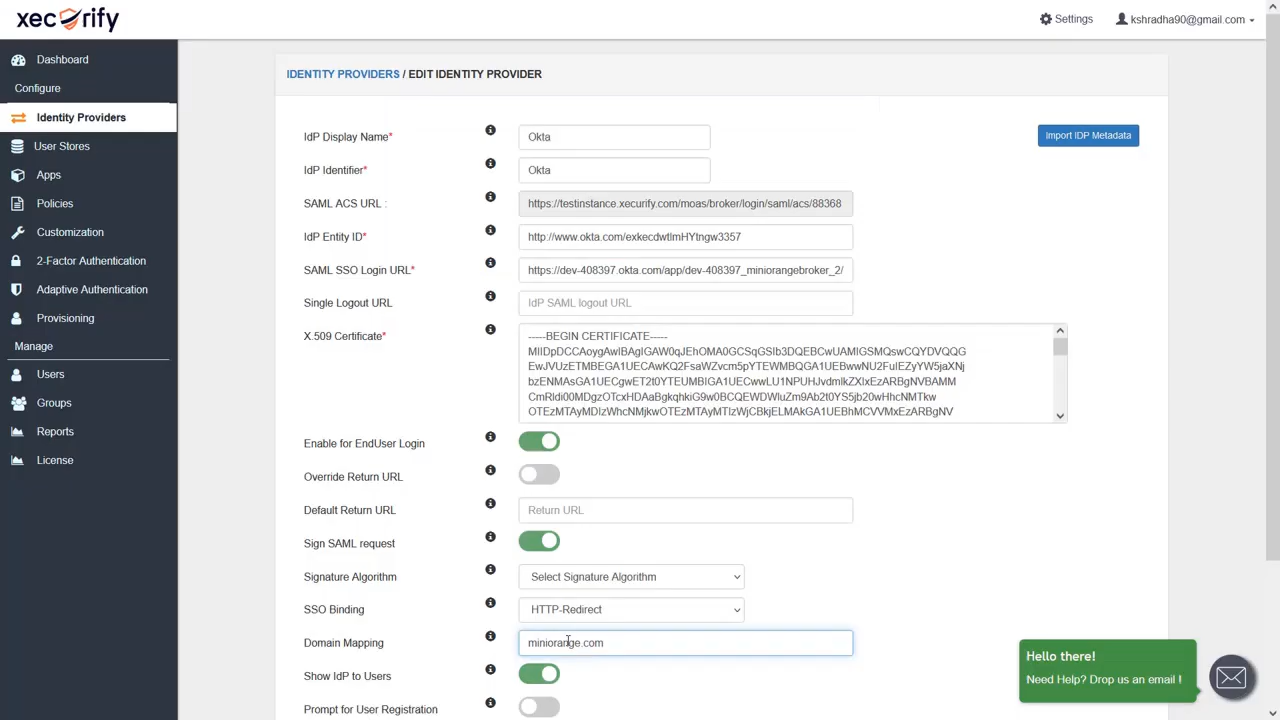 xecurify
Settings
kshradha90@gmail.com
Dashboard
Configure
Identity Providers
User Stores
Apps
Policies
Customization
2-Factor Authentication
Adaptive Authentication
Provisioning
Manage
Users
Groups
Reports
License
IDENTITY PROVIDERS / EDIT IDENTITY PROVIDER
Import IDP Metadata
IdP Display Name* Okta
IdP Identifier* Okta
SAML ACS URL : https://testinstance.xecurify.com/moas/broker/login/saml/acs/88368
IdP Entity ID* http://www.okta.com/exkecdwtlmHYtngw3357
SAML SSO Login URL* https://dev-408397.okta.com/app/dev-408397_miniorangebroker_2/
Single Logout URL IdP SAML logout URL
X.509 Certificate* -----BEGIN CERTIFICATE-----
MIIDpDCCAoygAwIBAgIGAW0qJEhOMA0GCSqGSIb3DQEBCwUAMIGSMQswCQYDVQQG
EwJVUzETMBEGA1UECAwKQ2FsaWZvcm5pYTEWMBQGA1UEBwwNU2FuIEZyYW5jaXNj
bzENMAsGA1UECgwET2t0YTEUMBIGA1UECwwLU1NPUHJvdmlkZXIxEzARBgNVBAMM
CmRldi00MDgzOTcxHDAaBgkqhkiG9w0BCQEWDWluZm9Ab2t0YS5jb20wHhcNMTkw
OTEzMTAyMDIzWhcNMjkwOTEzMTAyMTIzWjCBkjELMAkGA1UEBhMCVVMxEzARBgNV
Enable for EndUser Login
Override Return URL
Default Return URL Return URL
Sign SAML request
Signature Algorithm Select Signature Algorithm
SSO Binding HTTP-Redirect
Domain Mapping miniorange.com
Show IdP to Users
Prompt for User Registration
Hello there!
Need Help? Drop us an email !